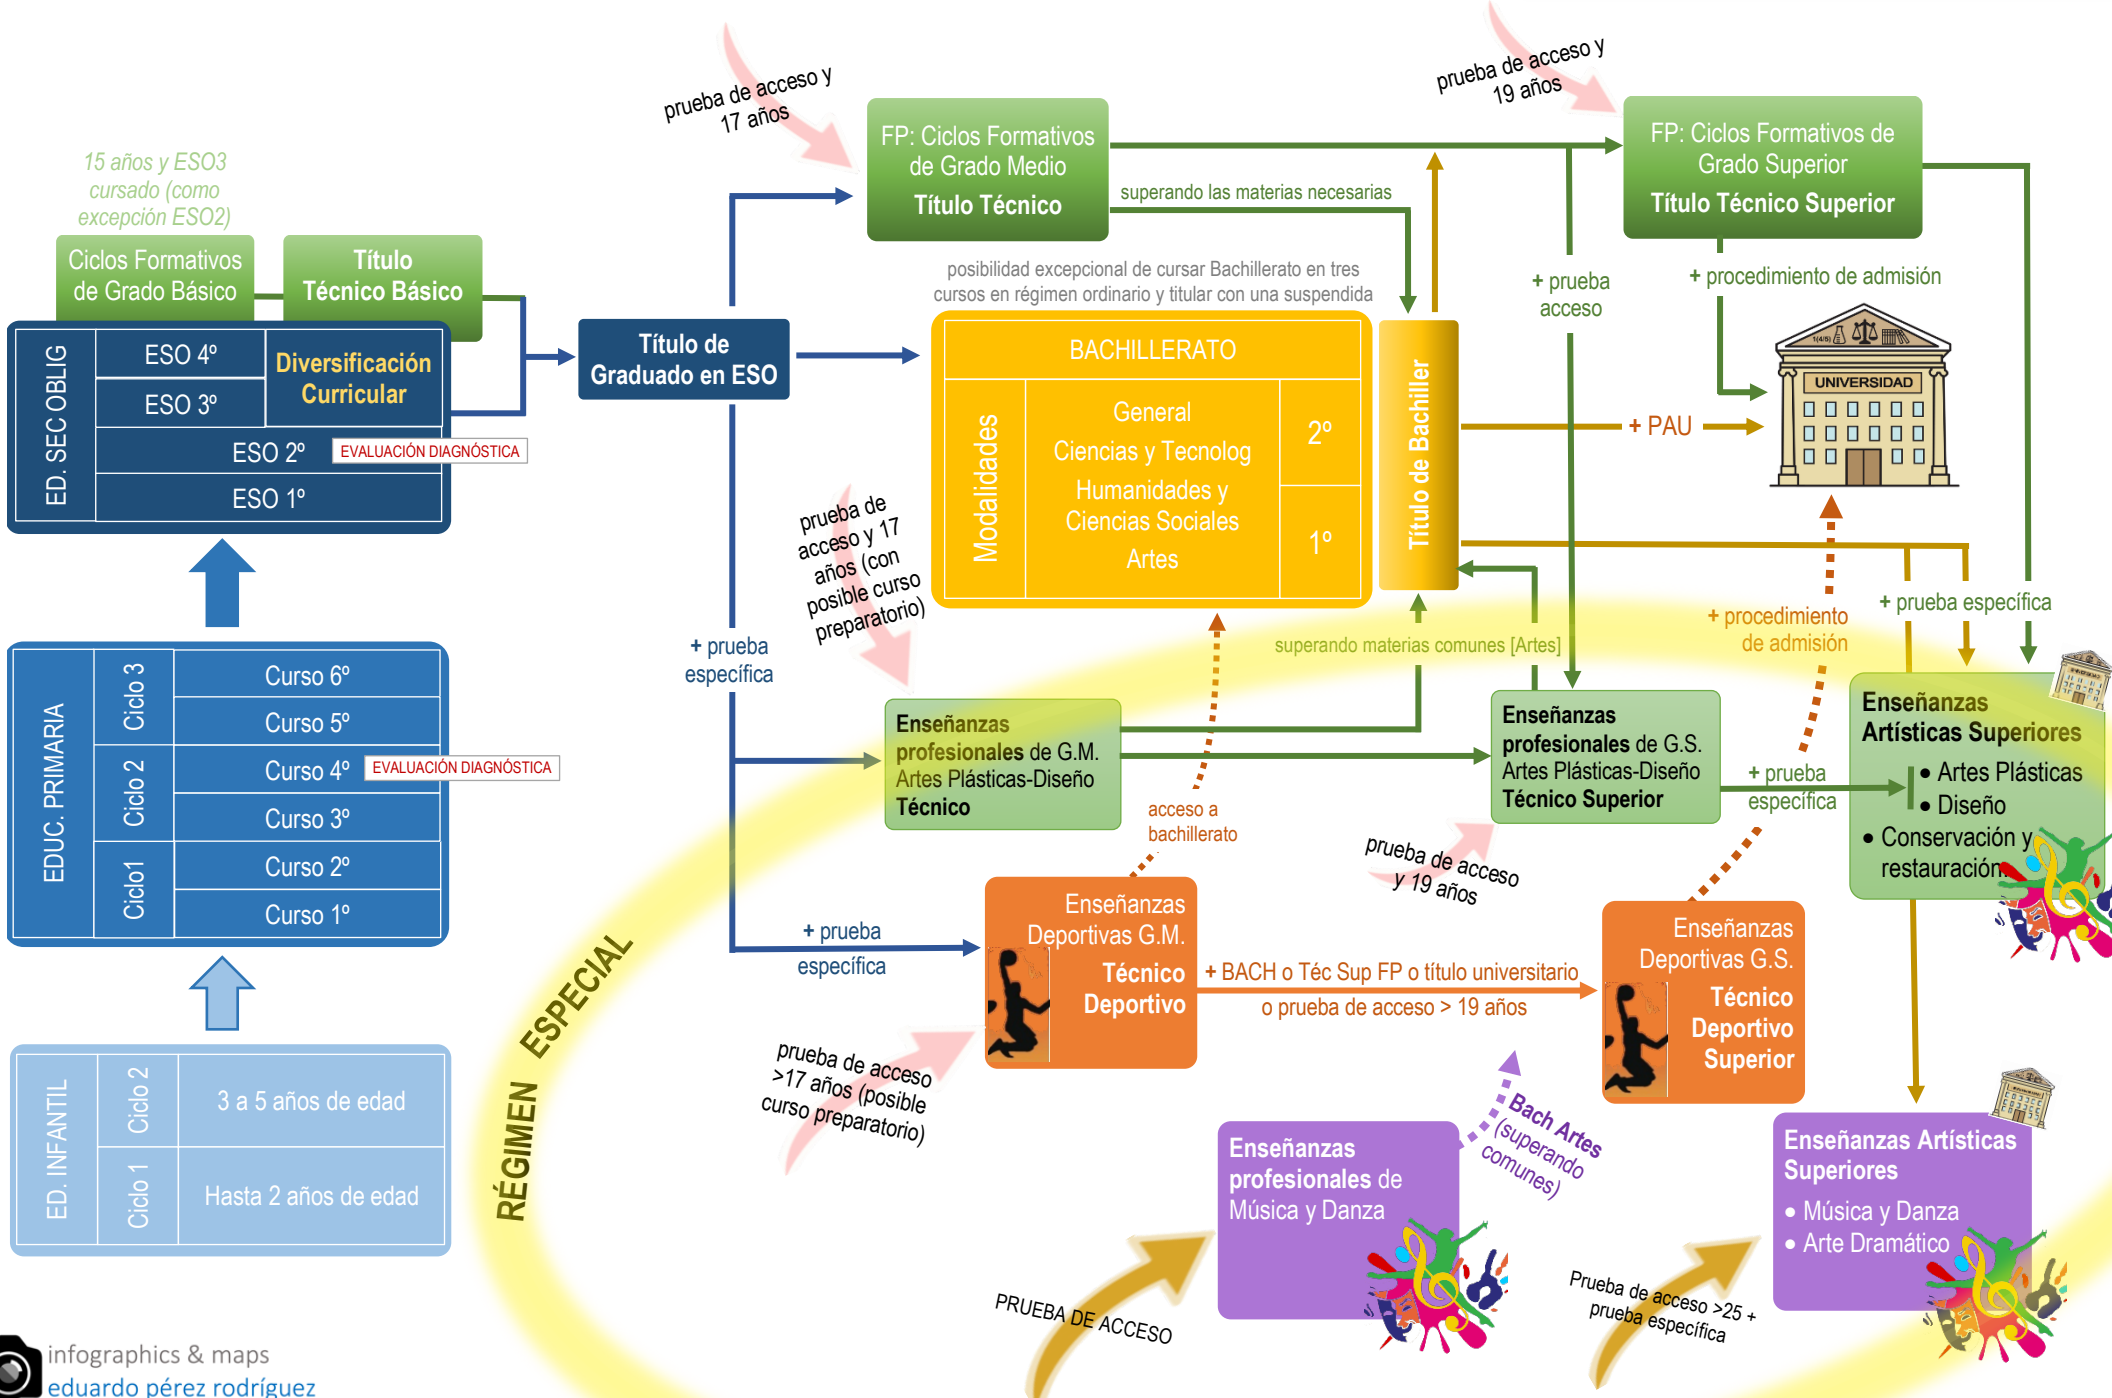 prueba de acceso y
17 años
prueba de acceso y
19 años
15 años y ESO3
cursado (como
excepción ESO2)
Ciclos Formativos
de Grado Básico
Título
Técnico Básico
ED. SEC OBLIG
ESO 4º
ESO 3º
Diversificación
Curricular
ESO 2º
EVALUACIÓN DIAGNÓSTICA
ESO 1º
EDUC. PRIMARIA
Ciclo 3
Curso 6º
Curso 5º
Ciclo 2
Curso 4º
EVALUACIÓN DIAGNÓSTICA
Curso 3º
Ciclo1
Curso 2º
Curso 1º
ED. INFANTIL
Ciclo 2
3 a 5 años de edad
Ciclo 1
Hasta 2 años de edad
Título de
Graduado en ESO
FP: Ciclos Formativos
de Grado Medio
Título Técnico
superando las materias necesarias
FP: Ciclos Formativos de
Grado Superior
Título Técnico Superior
+ prueba
acceso
+ procedimiento de admisión
posibilidad excepcional de cursar Bachillerato en tres
cursos en régimen ordinario y titular con una suspendida
BACHILLERATO
Modalidades
General
Ciencias y Tecnolog
Humanidades y
Ciencias Sociales
Artes
2º
1º
Título de Bachiller
+ PAU
1(4/5)
UNIVERSIDAD
prueba de
acceso y 17
años (con
posible curso
preparatorio)
+ prueba
específica
superando materias comunes [Artes]
+ procedimiento
de admisión
+ prueba específica
Enseñanzas
profesionales de G.M.
Artes Plásticas-Diseño
Técnico
Enseñanzas
profesionales de G.S.
Artes Plásticas-Diseño
Técnico Superior
+ prueba
específica
Enseñanzas
Artísticas Superiores
• Artes Plásticas
• Diseño
• Conservación y
restauración.
acceso a
bachillerato
prueba de acceso
y 19 años
+ prueba
específica
Enseñanzas
Deportivas G.M.
Técnico
Deportivo
+ BACH o Téc Sup FP o título universitario
o prueba de acceso > 19 años
Enseñanzas
Deportivas G.S.
Técnico
Deportivo
Superior
prueba de acceso
>17 años (posible
curso preparatorio)
RÉGIMEN ESPECIAL
Enseñanzas
profesionales de
Música y Danza
Bach Artes
(superando
comunes)
Enseñanzas Artísticas
Superiores
• Música y Danza
• Arte Dramático
PRUEBA DE ACCESO
Prueba de acceso >25 +
prueba específica
infographics & maps
eduardo pérez rodríguez